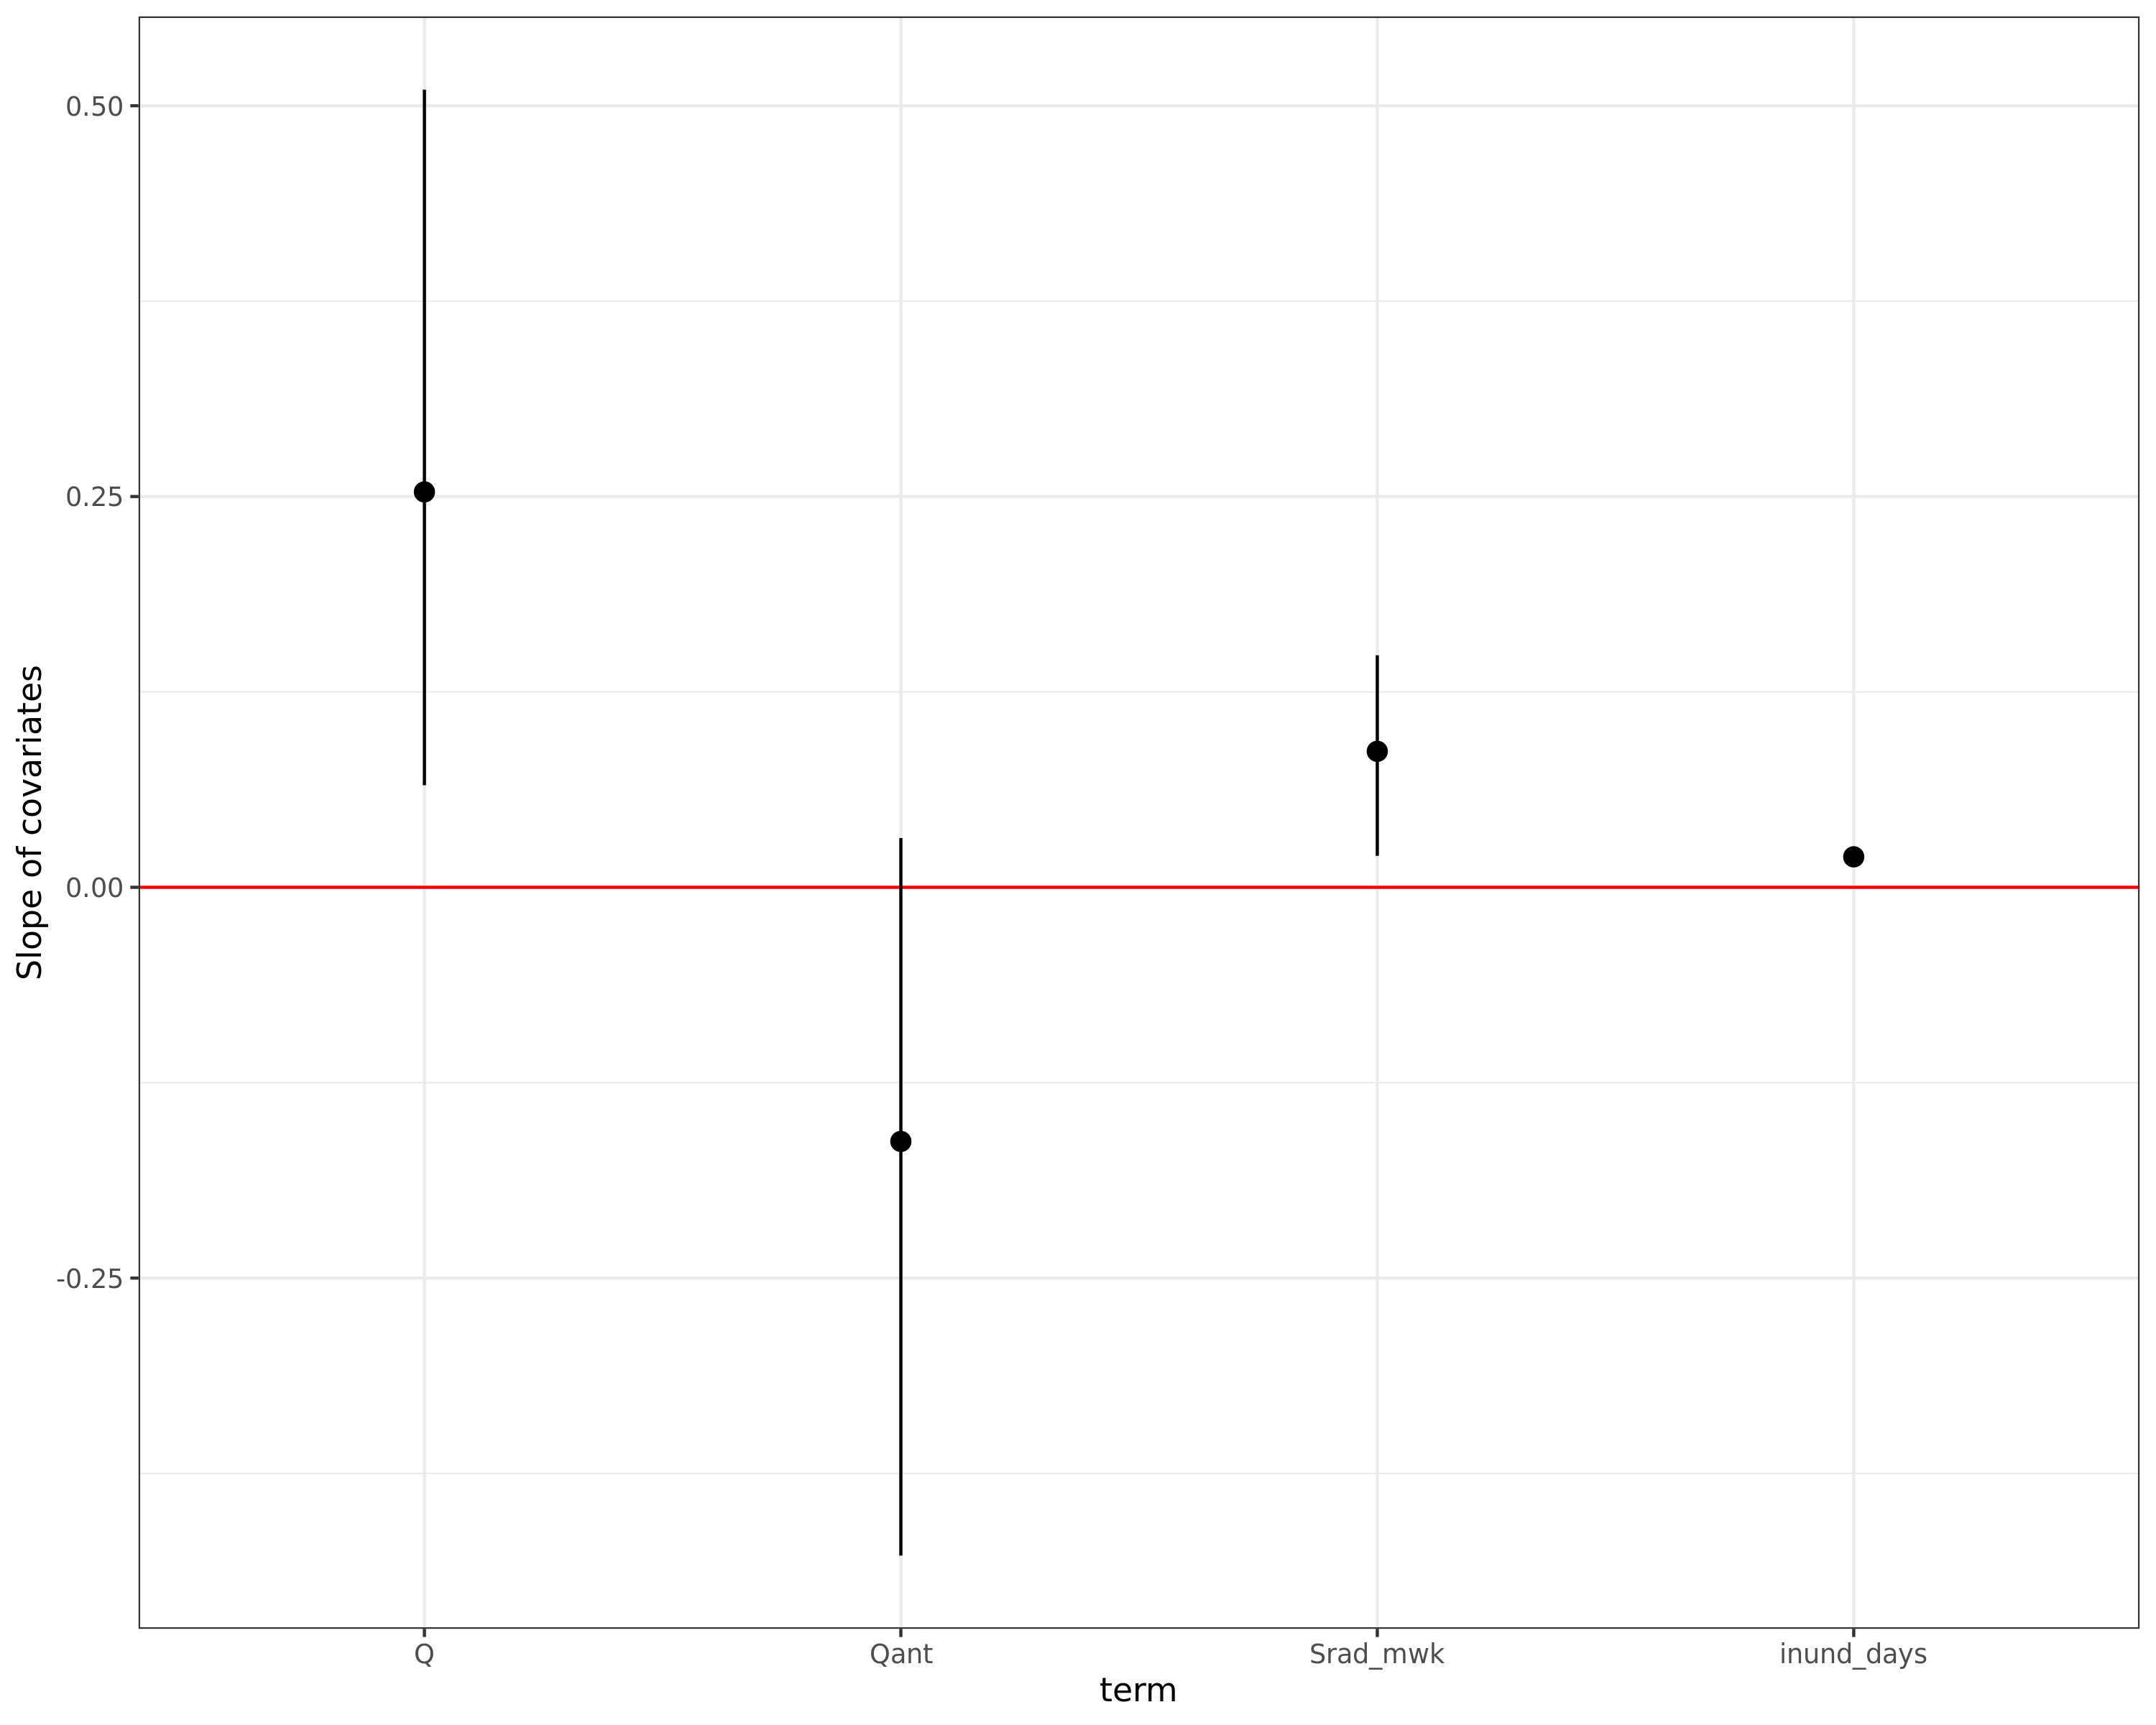 Slope of covariates
0.50
0.25
0.00
-0.25
Q Qant Srad_mwk inund_days
term